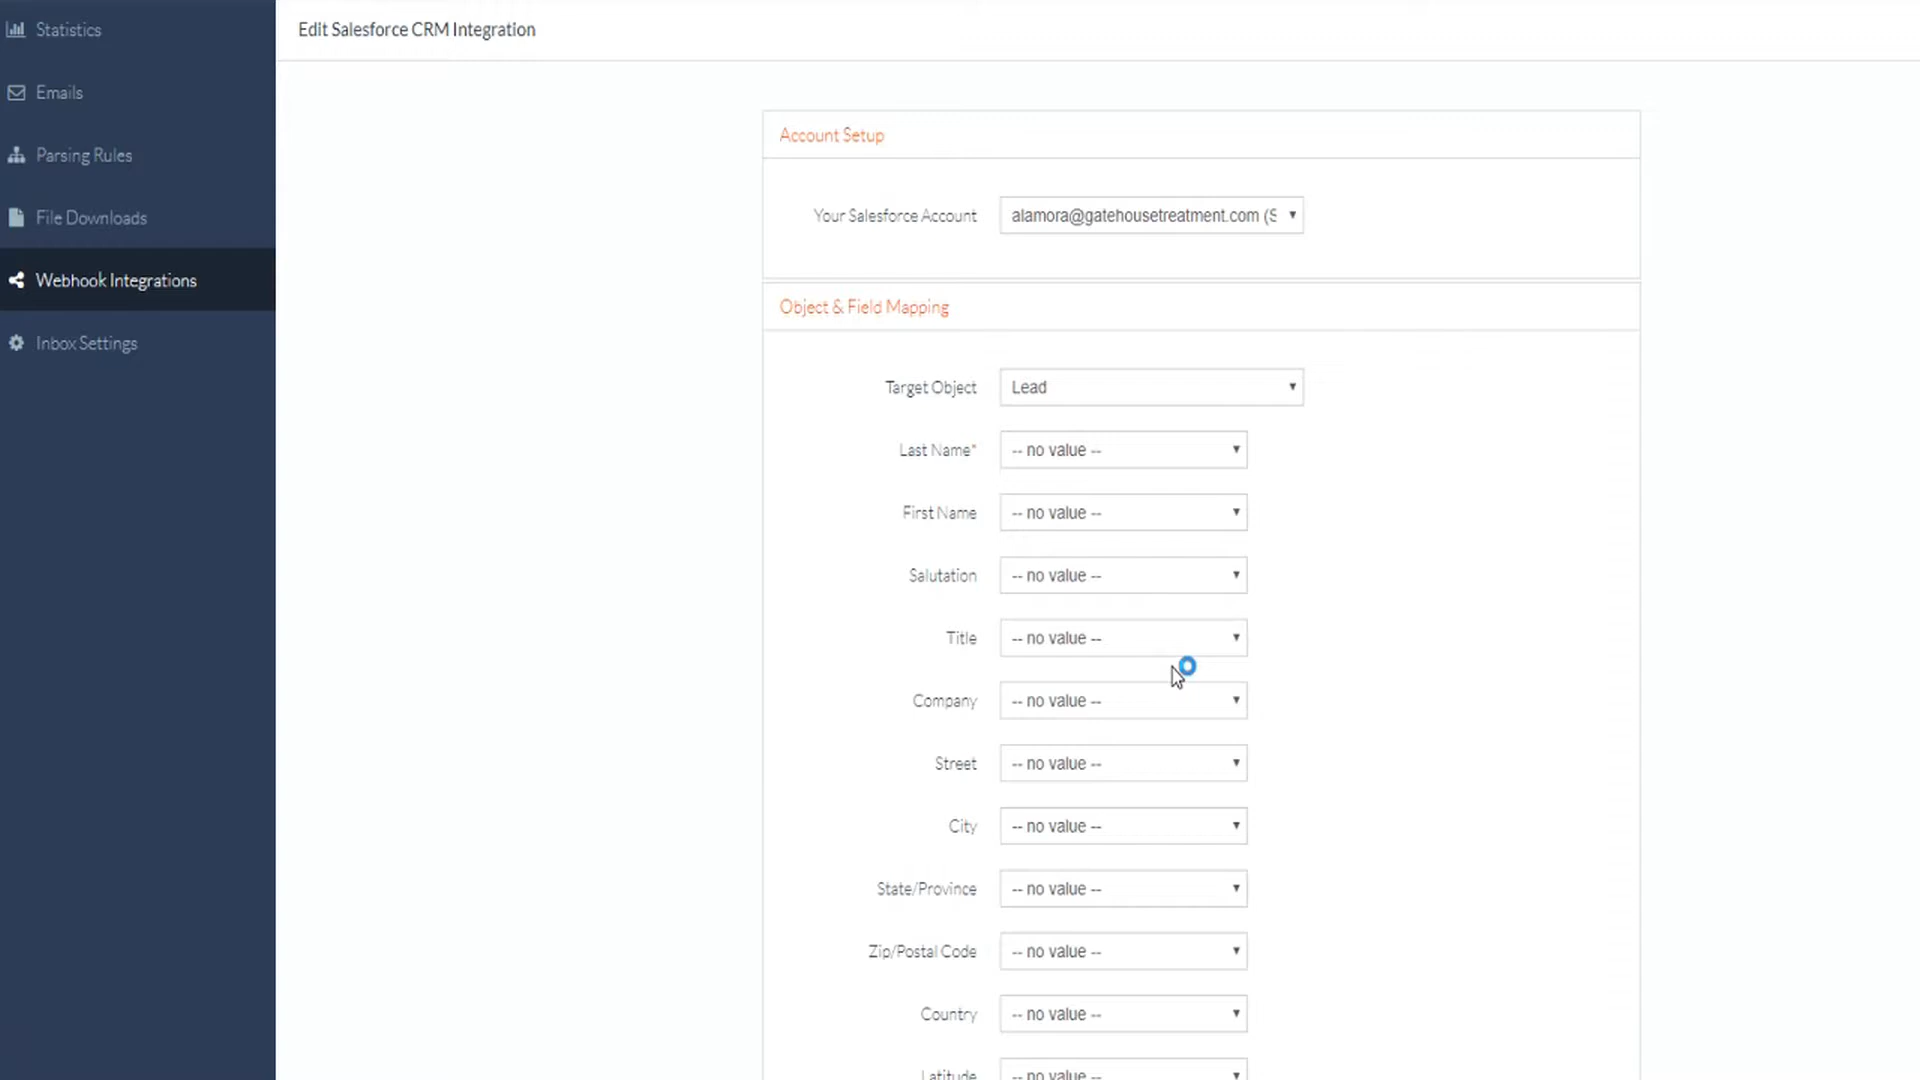 Statistics
Emails
Parsing Rules
File Downloads
Webhook Integrations
Inbox Settings
Edit Salesforce CRM Integration
Account Setup
Your Salesforce Account alamora@gatehousetreatment.com (S
Object & Field Mapping
Target Object Lead
Last Name* -- no value --
First Name -- no value --
Salutation -- no value --
Title -- no value --
Company -- no value --
Street -- no value --
City -- no value --
State/Province -- no value --
Zip/Postal Code -- no value --
Country -- no value --
Latitude -- no value --